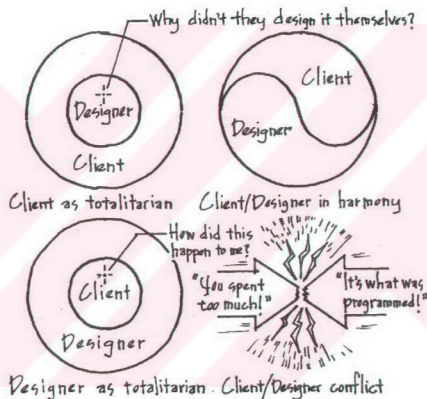 Why didn't they design it themselves?
Designer
Client
Client as totalitarian
Client
Designer
Client/Designer in harmony
How did this
happen to me?
Client
Designer
Designer as totalitarian.
"You spent
too much!"
"It's what was
programmed!"
Client/Designer conflict